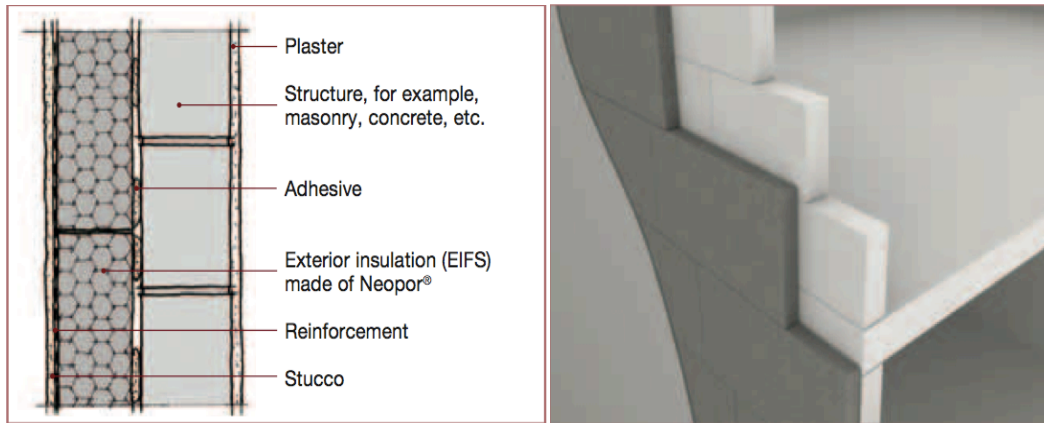 Plaster
Structure, for example,
masonry, concrete, etc.
Adhesive
Exterior insulation (EIFS)
made of Neopor®
Reinforcement
Stucco